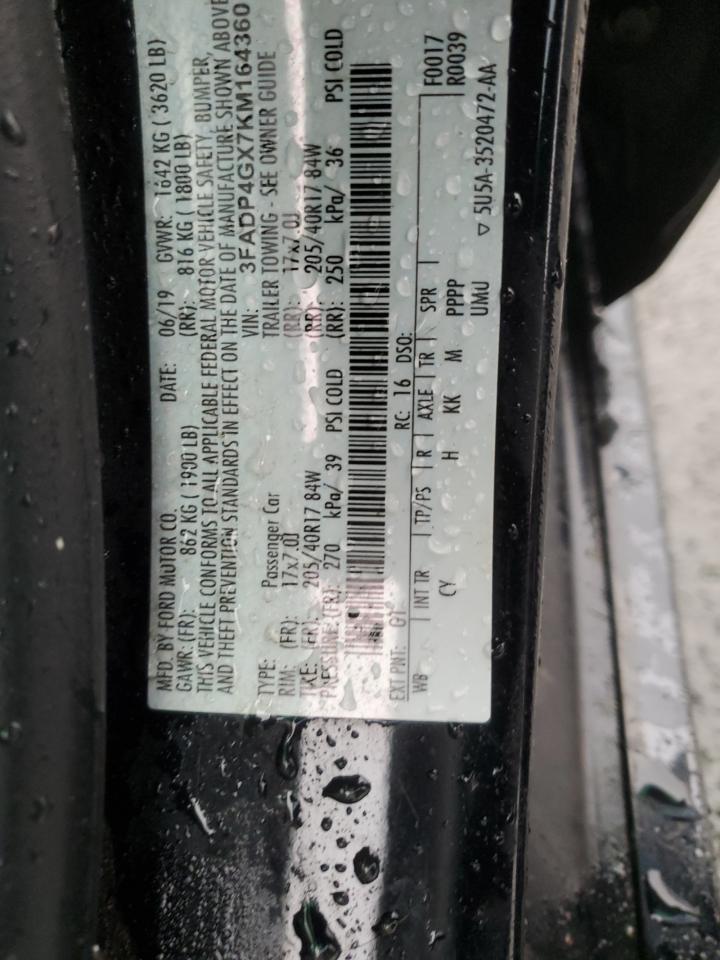 MFD. BY FORD MOTOR CO.
DATE: 06/19 GVWR: 1642 KG ( 3620 LB)
GAWR: (FR): 862 KG ( 1900 LB) (RR): 816 KG ( 1800 LB)
THIS VEHICLE CONFORMS TO ALL APPLICABLE FEDERAL MOTOR VEHICLE SAFETY, BUMPER,
AND THEFT PREVENTION STANDARDS IN EFFECT ON THE DATE OF MANUFACTURE SHOWN ABOVE
VIN: 3FADP4GX7KM164360
TYPE: Passenger Car TRAILER TOWING - SEE OWNER GUIDE
RIM: (FR): 17x7.0J (RR): 17x7.0J
TIRE: (FR): 205/40R17 84W (RR): 205/40R17 84W
PRESSURE: (FR): 270 kPa/ 39 PSI COLD (RR): 250 kPa/ 36 PSI COLD
EXT PNT: RC: 16 DSO:
WB INT TR TP/PS R AXLE TR SPR F0017
CY H KK M PPPP R0039
UMU 5U5A-3520472-AA